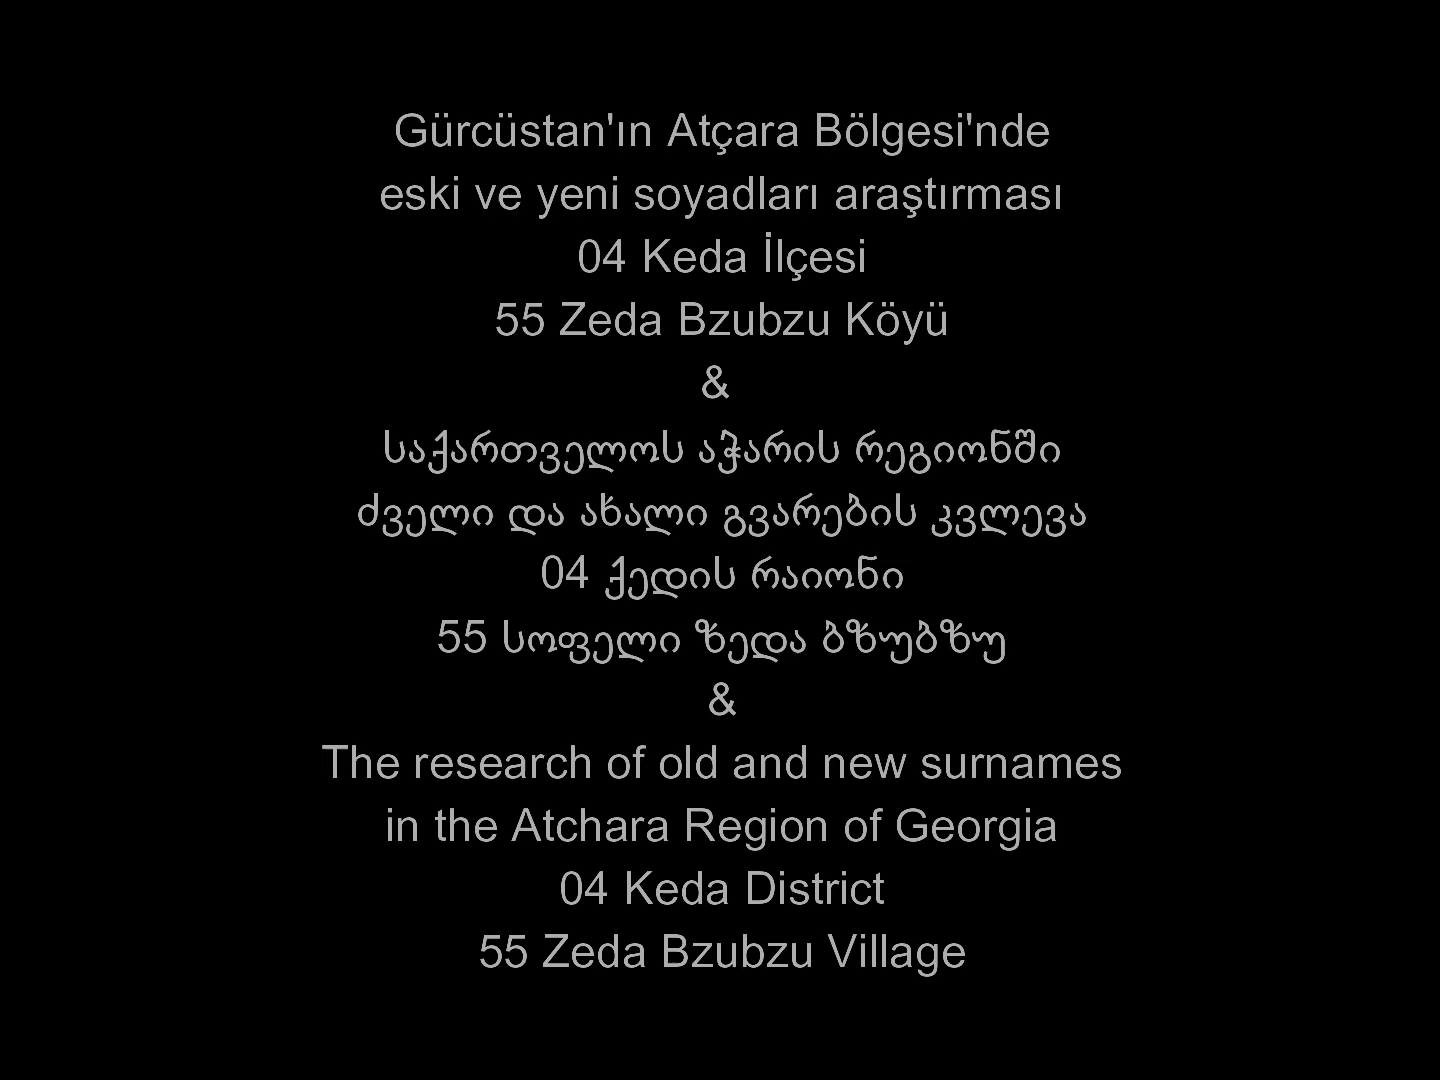 Gürcüstan'ın Atçara Bölgesi'nde
eski ve yeni soyadları araştırması
04 Keda İlçesi
55 Zeda Bzubzu Köyü
&
საქართველოს აჭარის რეგიონში
ძველი და ახალი გვარების კვლევა
04 ქედის რაიონი
55 სოფელი ზედა ბზუბზუ
&
The research of old and new surnames
in the Atchara Region of Georgia
04 Keda District
55 Zeda Bzubzu Village